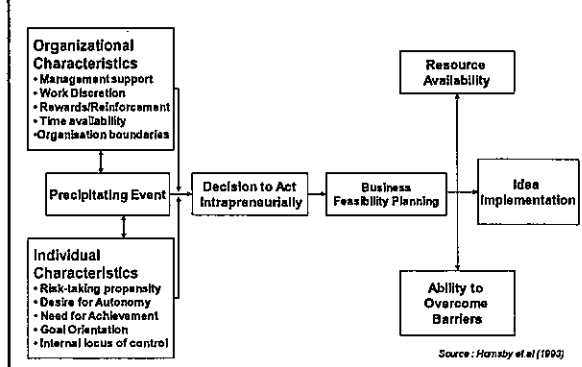 Organizational
Characteristics
• Management support
• Work Discretion
• Rewards/Reinforcement
• Time availability
• Organisation boundaries
Precipitating Event
Individual
Characteristics
• Risk-taking propensity
• Desire for Autonomy
• Need for Achievement
• Goal Orientation
• Internal locus of control
Decision to Act
Intrapreneurially
Business
Feasibility Planning
Resource
Availability
Idea
Implementation
Ability to
Overcome
Barriers
Source : Hornsby et.al (1993)